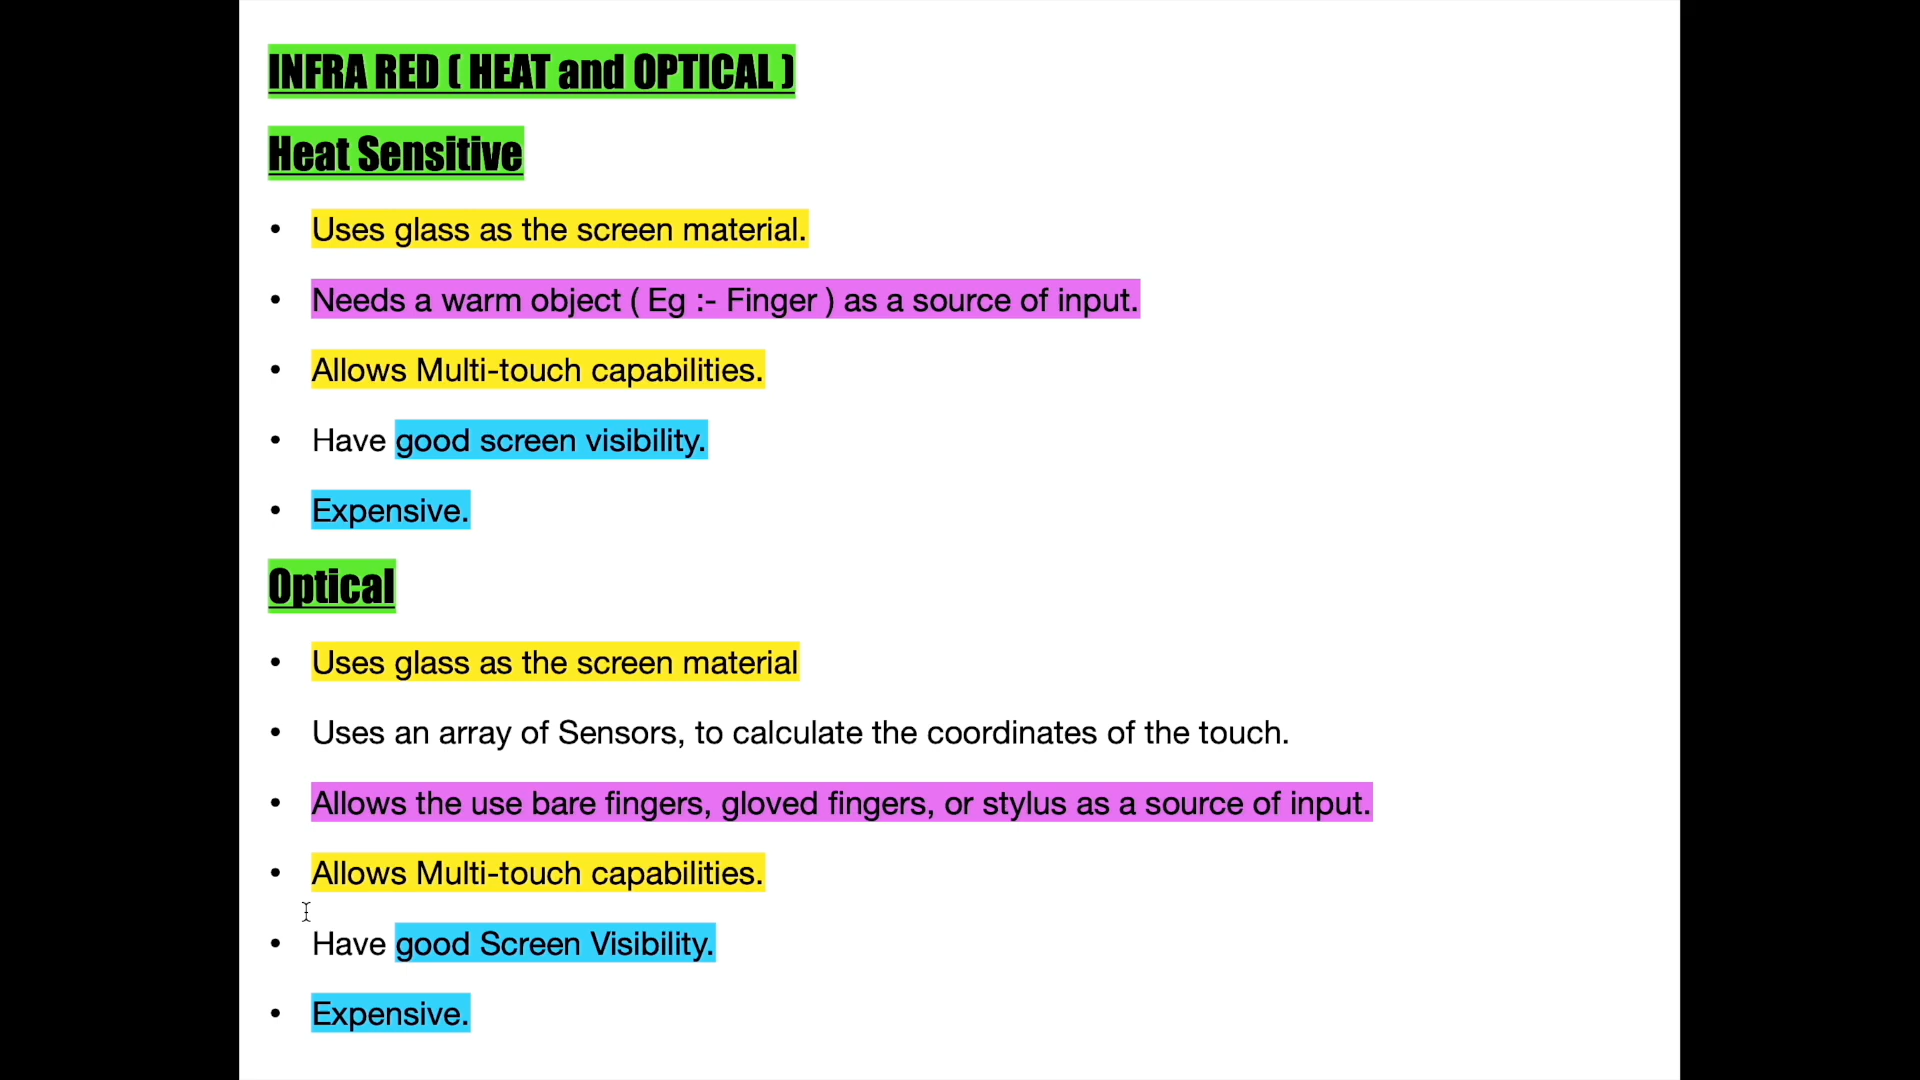 INFRA RED ( HEAT and OPTICAL )
Heat Sensitive
• Uses glass as the screen material.
• Needs a warm object ( Eg :- Finger ) as a source of input.
• Allows Multi-touch capabilities.
• Have good screen visibility.
• Expensive.
Optical
• Uses glass as the screen material
• Uses an array of Sensors, to calculate the coordinates of the touch.
• Allows the use bare fingers, gloved fingers, or stylus as a source of input.
• Allows Multi-touch capabilities.
• Have good Screen Visibility.
• Expensive.